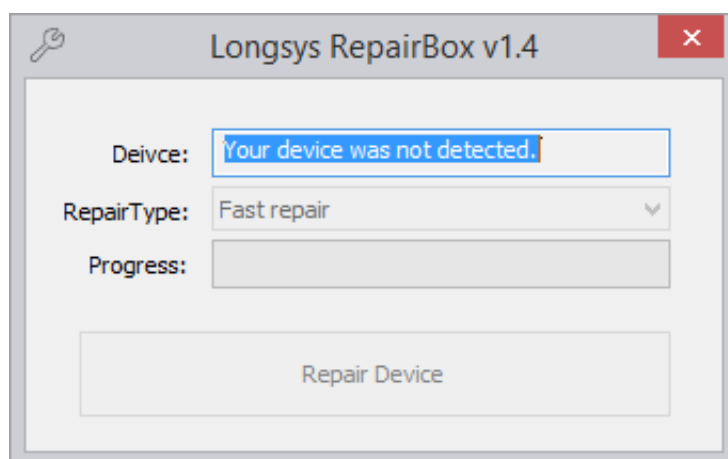 Longsys RepairBox v1.4
Deivce: Your device was not detected.
RepairType: Fast repair
Progress:
Repair Device